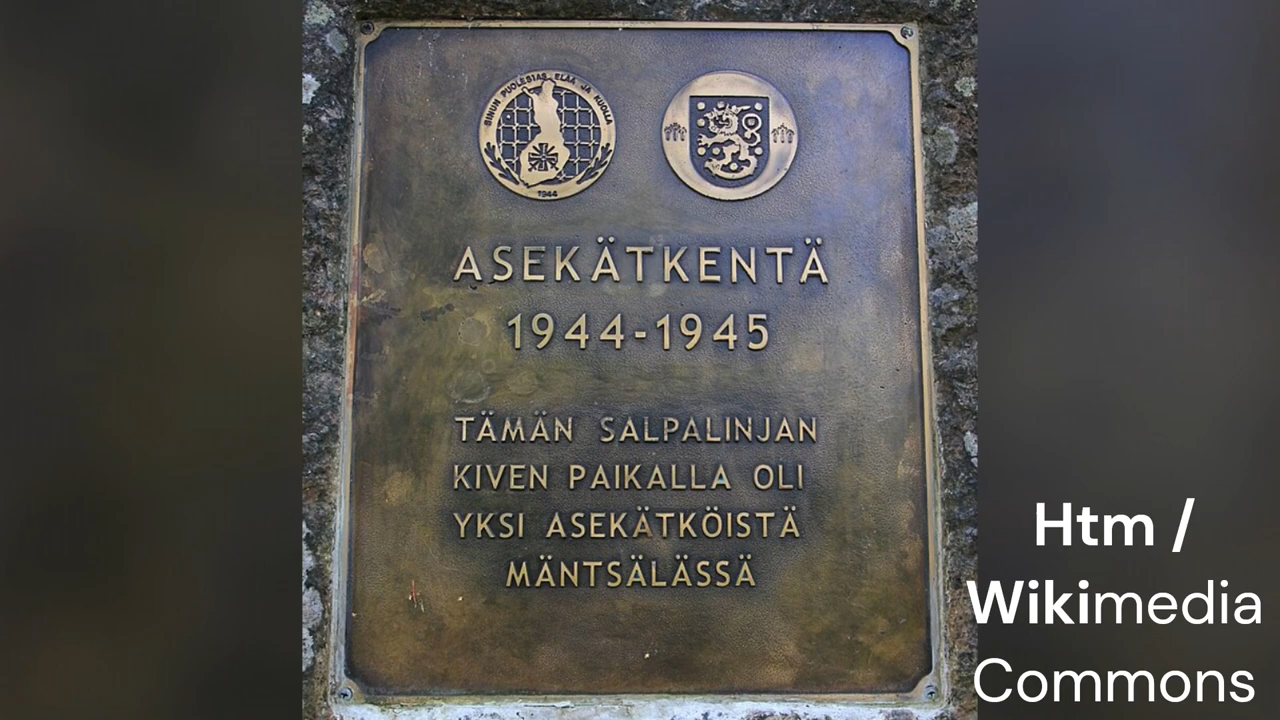 SINUN PUOLESTAS ELÄÄ JA KUOLLA
1944
ASEKÄTKENTÄ
1944-1945
TÄMÄN SALPALINJAN
KIVEN PAIKALLA OLI
YKSI ASEKÄTKÖISTÄ
MÄNTSÄLÄSSÄ
Htm /
Wikimedia
Commons